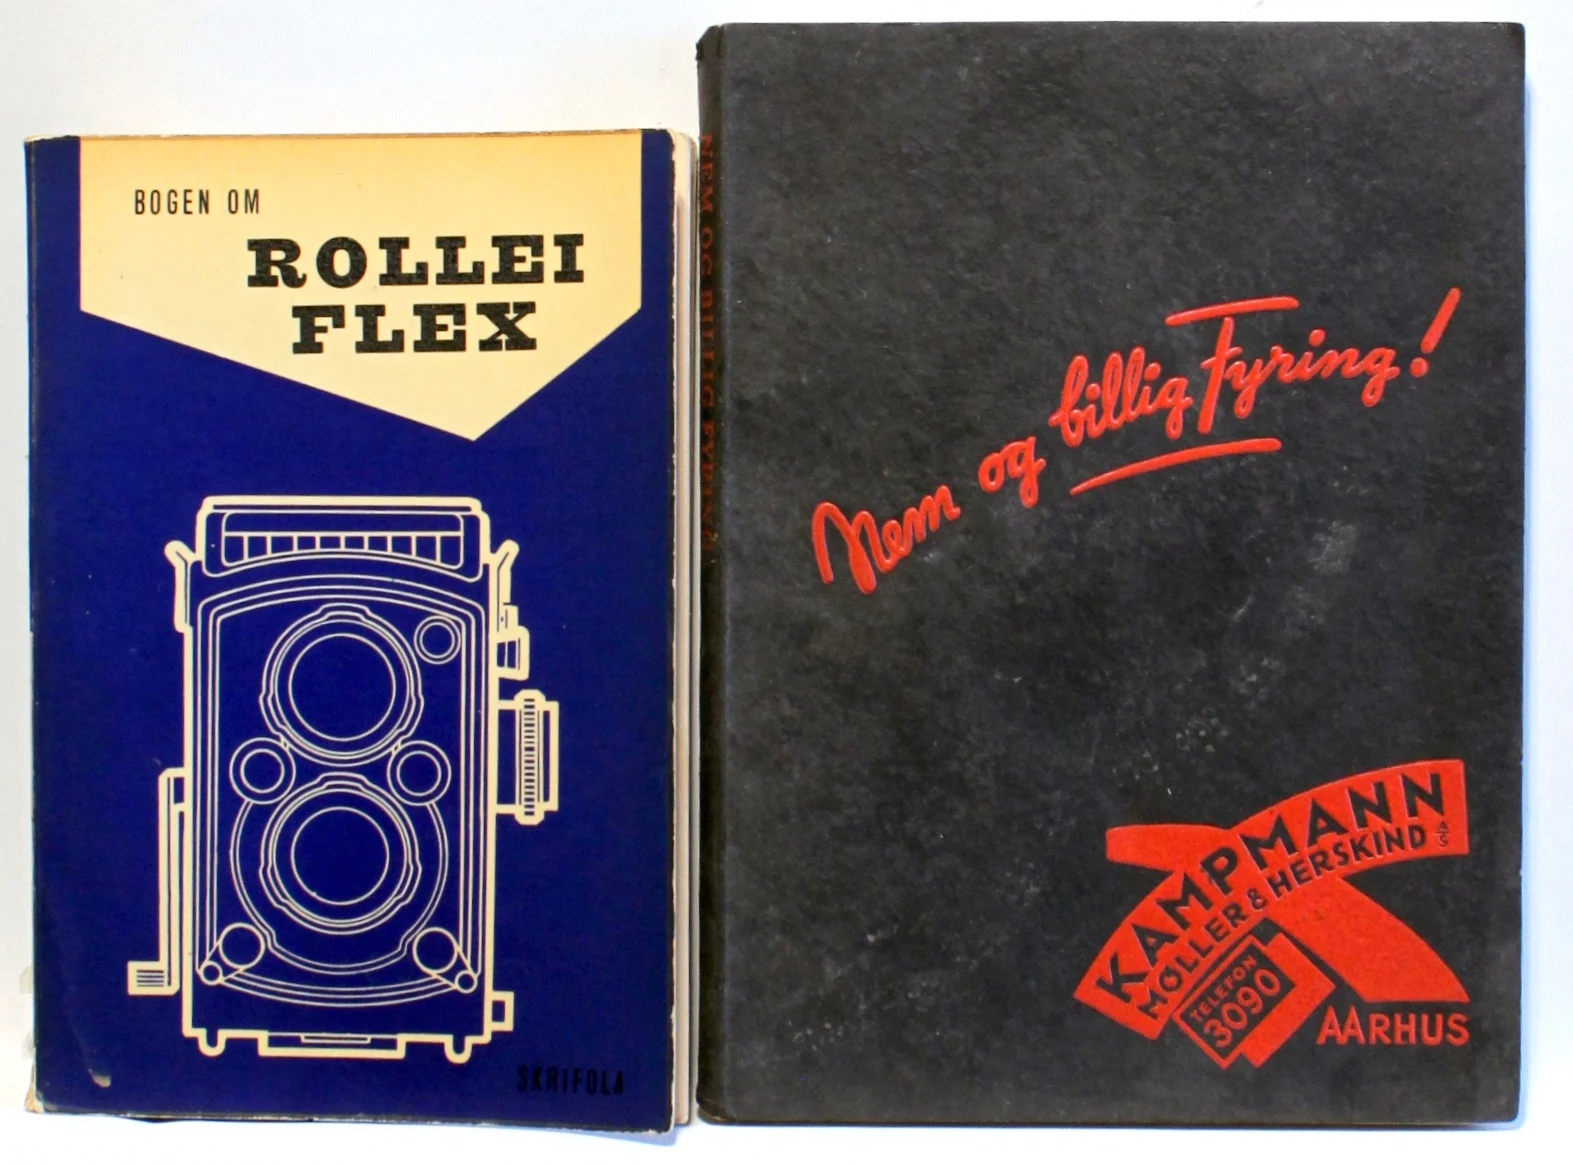 BOGEN OM
ROLLEI
FLEX
SKRIFOLA
NEM OG BILLIG FYRING
Nem og billig Fyring!
KAMPMANN
MØLLER & HERSKIND A/S
TELEFON
3090
AARHUS